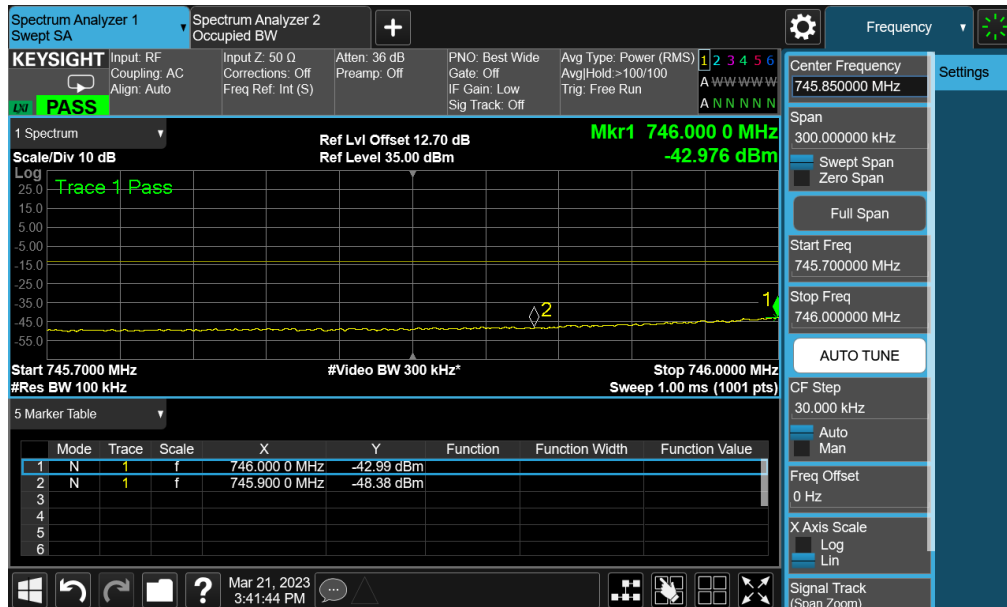 Spectrum Analyzer 1
Swept SA
Spectrum Analyzer 2
Occupied BW
+
Frequency
KEYSIGHT
LXI
PASS
Input: RF
Coupling: AC
Align: Auto
Input Z: 50 Ω
Corrections: Off
Freq Ref: Int (S)
Atten: 36 dB
Preamp: Off
PNO: Best Wide
Gate: Off
IF Gain: Low
Sig Track: Off
Avg Type: Power (RMS)
Avg|Hold:>100/100
Trig: Free Run
1 2 3 4 5 6
A W W W W W
A N N N N N
1 Spectrum
Scale/Div 10 dB
Ref Lvl Offset 12.70 dB
Ref Level 35.00 dBm
Mkr1 746.000 0 MHz
-42.976 dBm
Log
Trace 1 Pass
25.0
15.0
5.00
-5.00
-15.0
-25.0
-35.0
-45.0
-55.0
2
1
Start 745.7000 MHz
#Res BW 100 kHz
#Video BW 300 kHz*
Stop 746.0000 MHz
Sweep 1.00 ms (1001 pts)
5 Marker Table
Mode Trace Scale X Y Function Function Width Function Value
1 N 1 f 746.000 0 MHz -42.99 dBm
2 N 1 f 745.900 0 MHz -48.38 dBm
3
4
5
6
?
Mar 21, 2023
3:41:44 PM
Center Frequency
745.850000 MHz
Span
300.000000 kHz
Swept Span
Zero Span
Full Span
Start Freq
745.700000 MHz
Stop Freq
746.000000 MHz
AUTO TUNE
CF Step
30.000 kHz
Auto
Man
Freq Offset
0 Hz
X Axis Scale
Log
Lin
Signal Track
(Span Zoom)
Settings